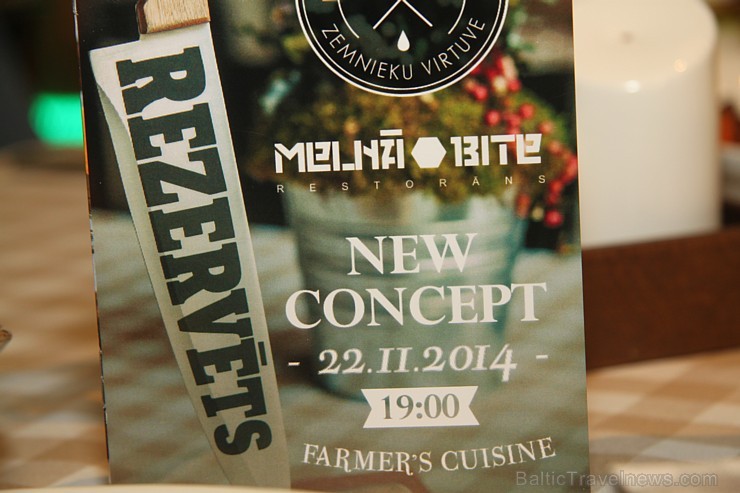 ZEMNIEKU VIRTUVE
REZERVĒTS
MELNĀ BITE
RESTORĀNS
NEW
CONCEPT
- 22.11.2014 -
19:00
FARMER'S CUISINE
BalticTravelnews.com